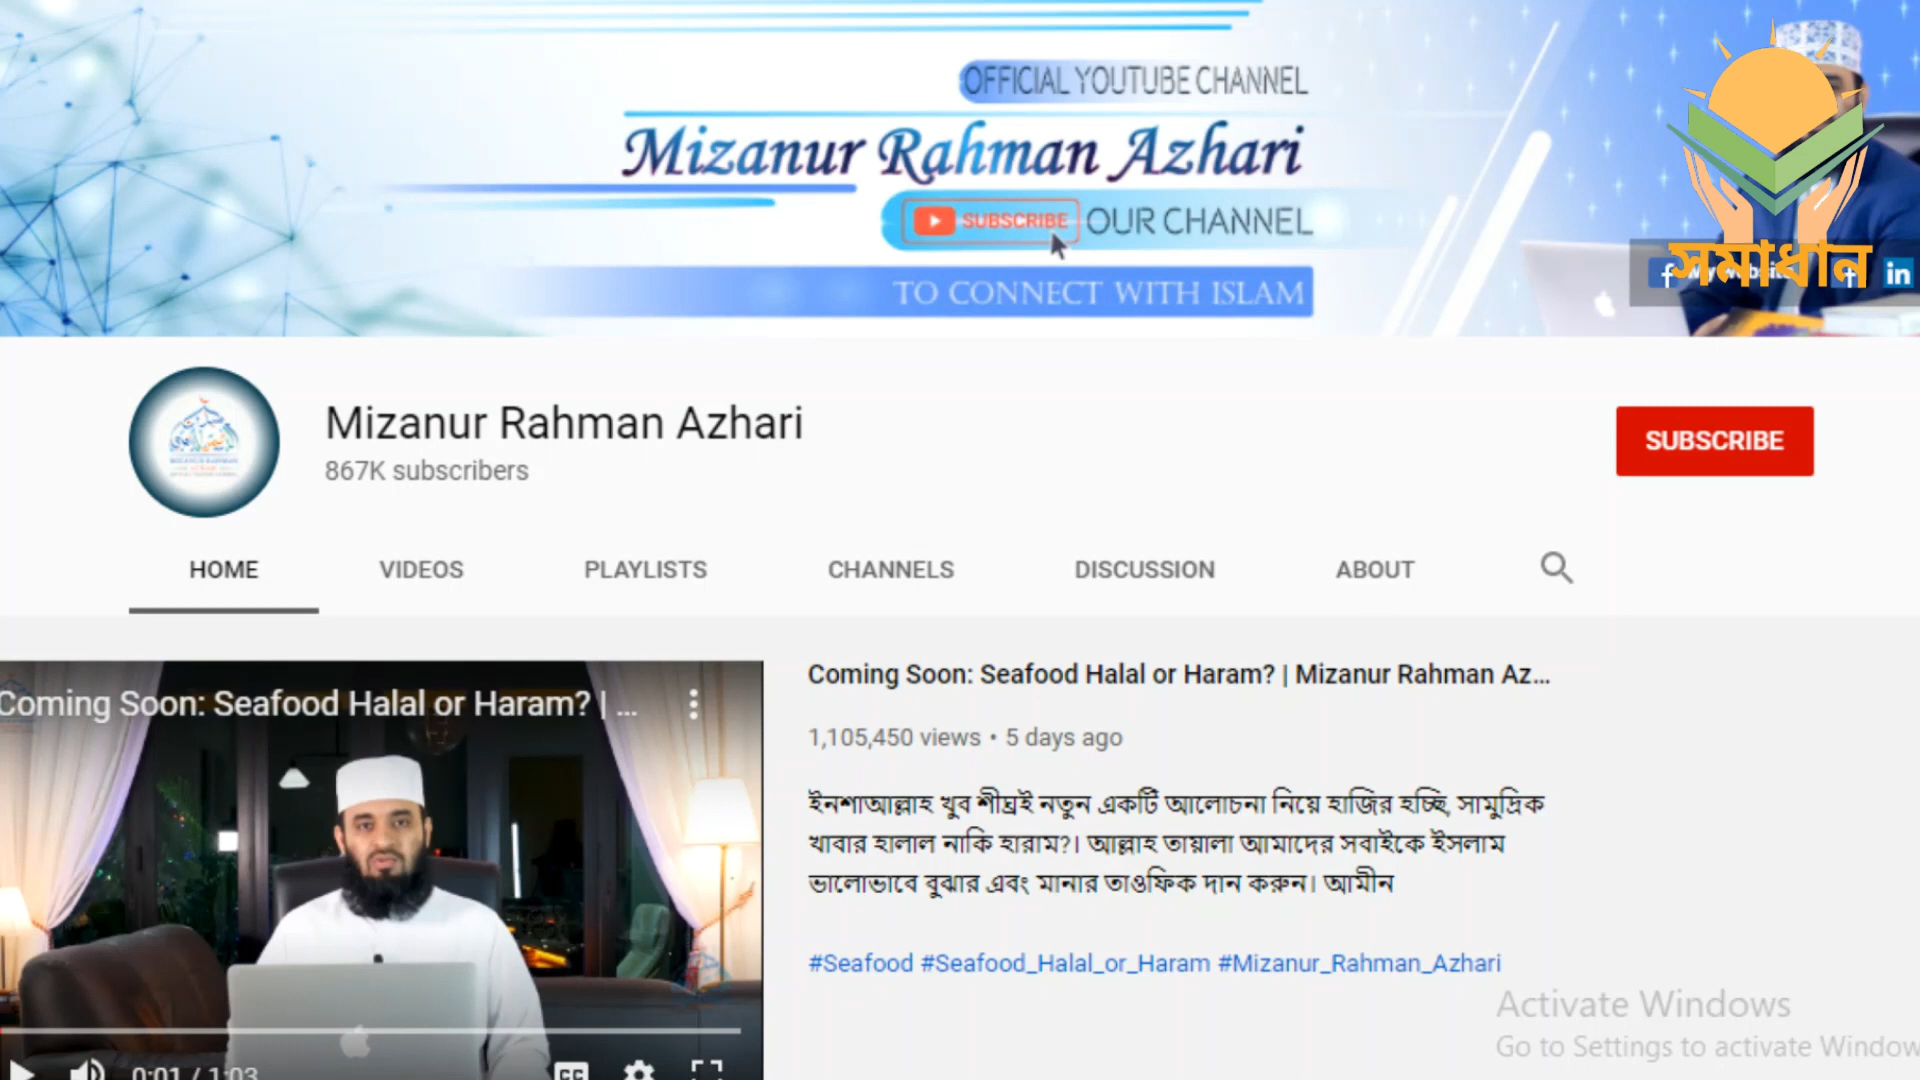 OFFICIAL YOUTUBE CHANNEL
Mizanur Rahman Azhari
SUBSCRIBE OUR CHANNEL
TO CONNECT WITH ISLAM
সমাধান
in
Mizanur Rahman Azhari
867K subscribers
SUBSCRIBE
HOME VIDEOS PLAYLISTS CHANNELS DISCUSSION ABOUT
Coming Soon: Seafood Halal or Haram? | ...
Coming Soon: Seafood Halal or Haram? | Mizanur Rahman Az...
1,105,450 views • 5 days ago
ইনশাআল্লাহ খুব শীঘ্রই নতুন একটি আলোচনা নিয়ে হাজির হচ্ছি, সামুদ্রিক
খাবার হালাল নাকি হারাম?। আল্লাহ তায়ালা আমাদের সবাইকে ইসলাম
ভালোভাবে বুঝার এবং মানার তাওফিক দান করুন। আমীন
#Seafood #Seafood_Halal_or_Haram #Mizanur_Rahman_Azhari
0:01 / 1:03
CC
Activate Windows
Go to Settings to activate Window